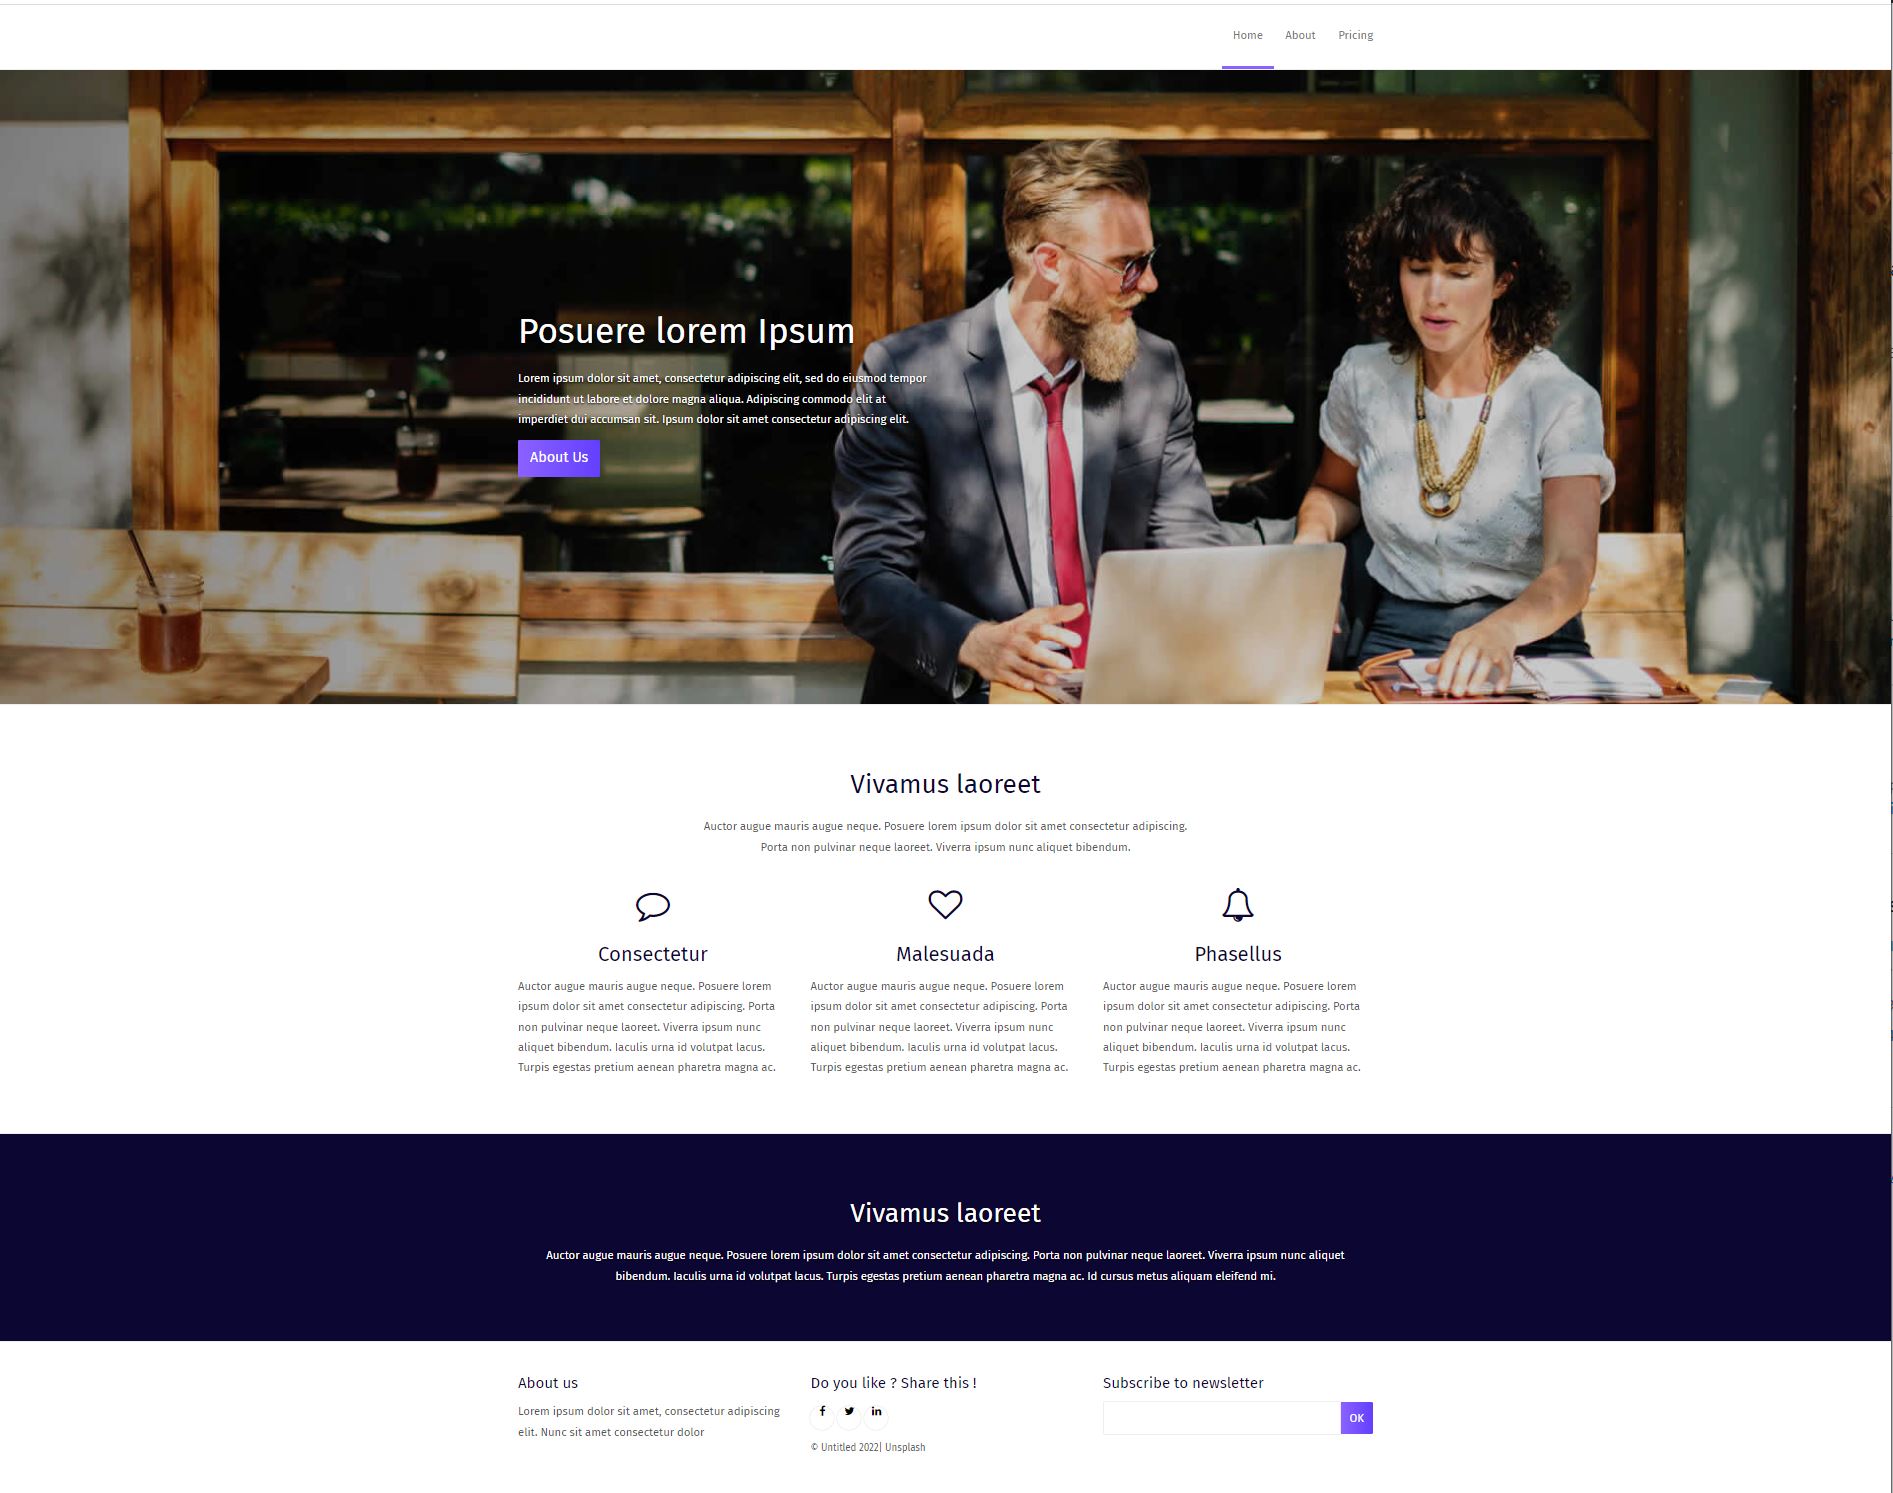 Home About Pricing
Posuere lorem Ipsum
Lorem ipsum dolor sit amet, consectetur adipiscing elit, sed do eiusmod tempor
incididunt ut labore et dolore magna aliqua. Adipiscing commodo elit at
imperdiet dui accumsan sit. Ipsum dolor sit amet consectetur adipiscing elit.
About Us
Vivamus laoreet
Auctor augue mauris augue neque. Posuere lorem ipsum dolor sit amet consectetur adipiscing.
Porta non pulvinar neque laoreet. Viverra ipsum nunc aliquet bibendum.
Consectetur
Auctor augue mauris augue neque. Posuere lorem
ipsum dolor sit amet consectetur adipiscing. Porta
non pulvinar neque laoreet. Viverra ipsum nunc
aliquet bibendum. Iaculis urna id volutpat lacus.
Turpis egestas pretium aenean pharetra magna ac.
Malesuada
Auctor augue mauris augue neque. Posuere lorem
ipsum dolor sit amet consectetur adipiscing. Porta
non pulvinar neque laoreet. Viverra ipsum nunc
aliquet bibendum. Iaculis urna id volutpat lacus.
Turpis egestas pretium aenean pharetra magna ac.
Phasellus
Auctor augue mauris augue neque. Posuere lorem
ipsum dolor sit amet consectetur adipiscing. Porta
non pulvinar neque laoreet. Viverra ipsum nunc
aliquet bibendum. Iaculis urna id volutpat lacus.
Turpis egestas pretium aenean pharetra magna ac.
Vivamus laoreet
Auctor augue mauris augue neque. Posuere lorem ipsum dolor sit amet consectetur adipiscing. Porta non pulvinar neque laoreet. Viverra ipsum nunc aliquet
bibendum. Iaculis urna id volutpat lacus. Turpis egestas pretium aenean pharetra magna ac. Id cursus metus aliquam eleifend mi.
About us
Lorem ipsum dolor sit amet, consectetur adipiscing
elit. Nunc sit amet consectetur dolor
Do you like ? Share this !
© Untitled 2022| Unsplash
Subscribe to newsletter
OK